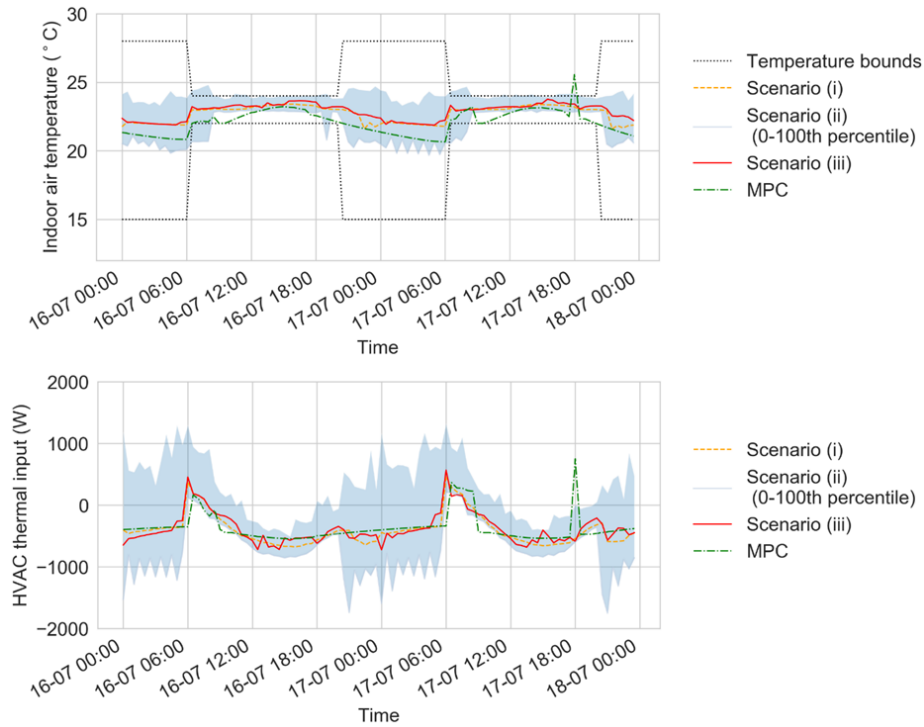 30
25
20
15
Indoor air temperature (°C)
16-07 00:00
16-07 06:00
16-07 12:00
16-07 18:00
17-07 00:00
17-07 06:00
17-07 12:00
17-07 18:00
18-07 00:00
Time
Temperature bounds
Scenario (i)
Scenario (ii)
(0-100th percentile)
Scenario (iii)
MPC
2000
1000
0
−1000
−2000
HVAC thermal input (W)
16-07 00:00
16-07 06:00
16-07 12:00
16-07 18:00
17-07 00:00
17-07 06:00
17-07 12:00
17-07 18:00
18-07 00:00
Time
Scenario (i)
Scenario (ii)
(0-100th percentile)
Scenario (iii)
MPC